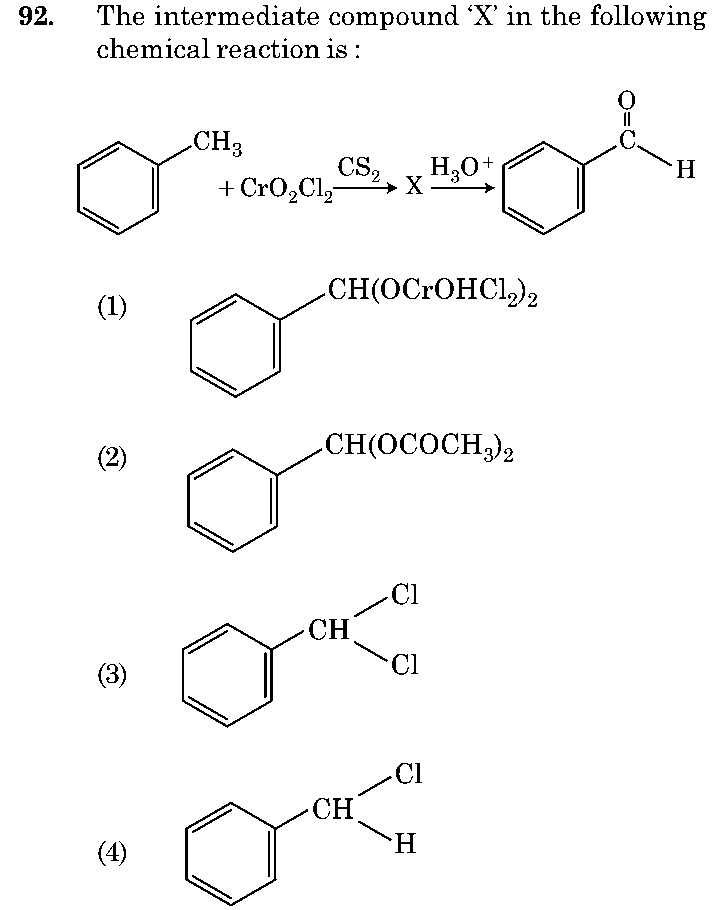 92. The intermediate compound ‘X’ in the following
chemical reaction is :
O
CH₃ C
H
+ CrO₂Cl₂ CS₂ X H₃O⁺
(1) CH(OCrOHCl₂)₂
(2) CH(OCOCH₃)₂
Cl
CH
Cl
(3)
Cl
CH
H
(4)